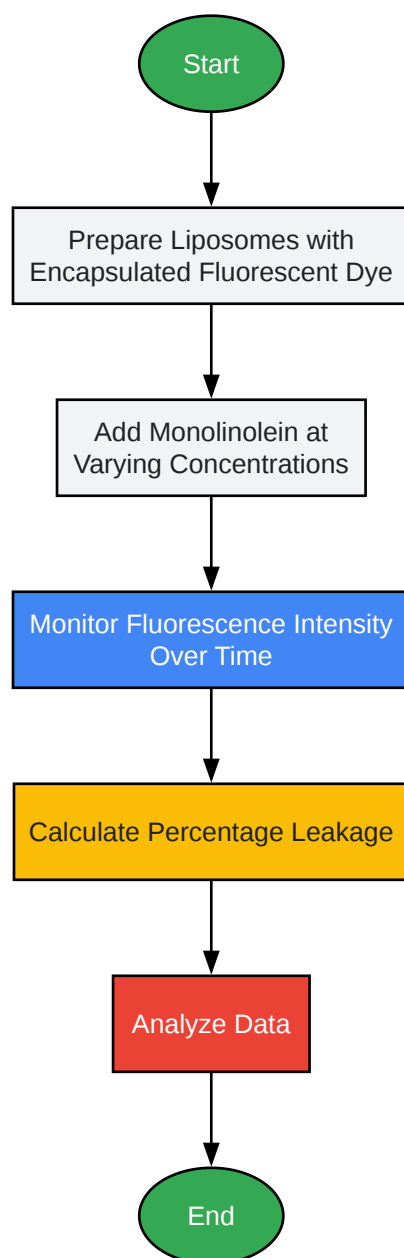 Start
Prepare Liposomes with
Encapsulated Fluorescent Dye
Add Monolinolein at
Varying Concentrations
Monitor Fluorescence Intensity
Over Time
Calculate Percentage Leakage
Analyze Data
End